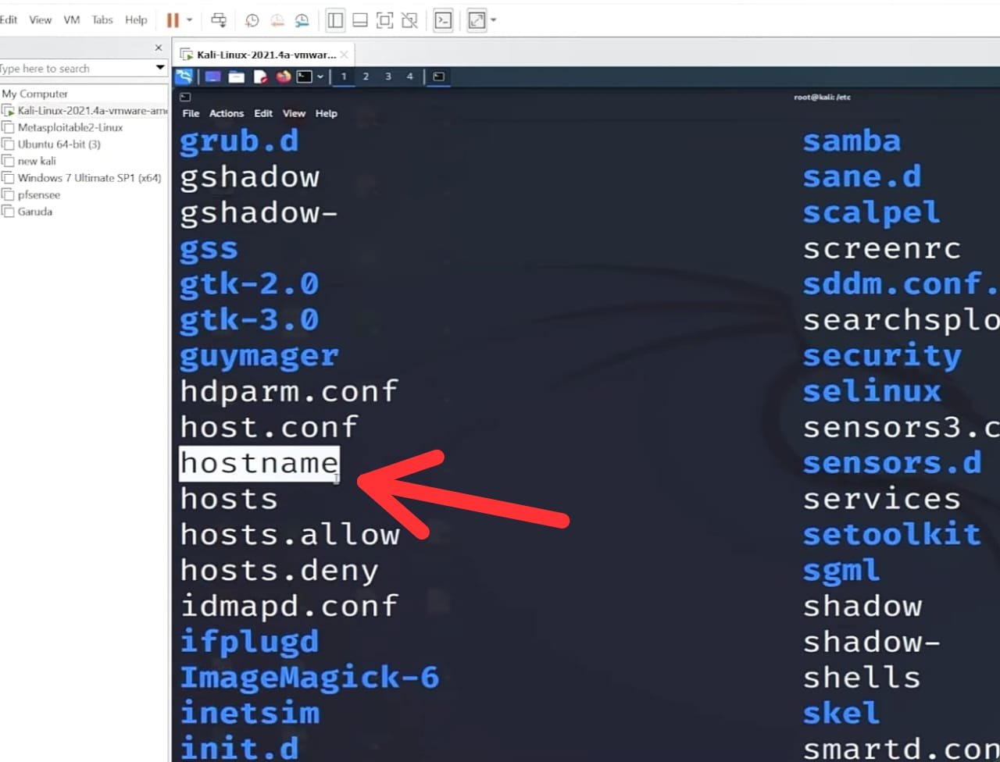 Edit View VM Tabs Help
Type here to search
My Computer
Kali-Linux-2021.4a-vmware-am
Metasploitable2-Linux
Ubuntu 64-bit (3)
new kali
Windows 7 Ultimate SP1 (x64)
pfsensee
Garuda
Kali-Linux-2021.4a-vmwar...
1 2 3 4
root@kali: /etc
File Actions Edit View Help
grub.d
gshadow
gshadow-
gss
gtk-2.0
gtk-3.0
guymager
hdparm.conf
host.conf
hostname
hosts
hosts.allow
hosts.deny
idmapd.conf
ifplugd
ImageMagick-6
inetsim
init.d
samba
sane.d
scalpel
screenrc
sddm.conf.
searchsplo
security
selinux
sensors3.c
sensors.d
services
setoolkit
sgml
shadow
shadow-
shells
skel
smartd.con